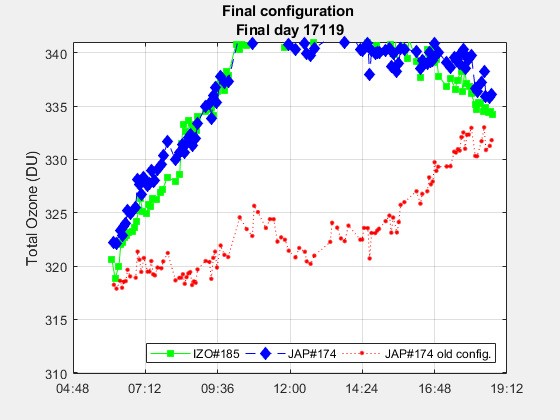 Final configuration
Final day 17119
Total Ozone (DU)
340
335
330
325
320
315
310
IZO#185 JAP#174 JAP#174 old config.
04:48 07:12 09:36 12:00 14:24 16:48 19:12